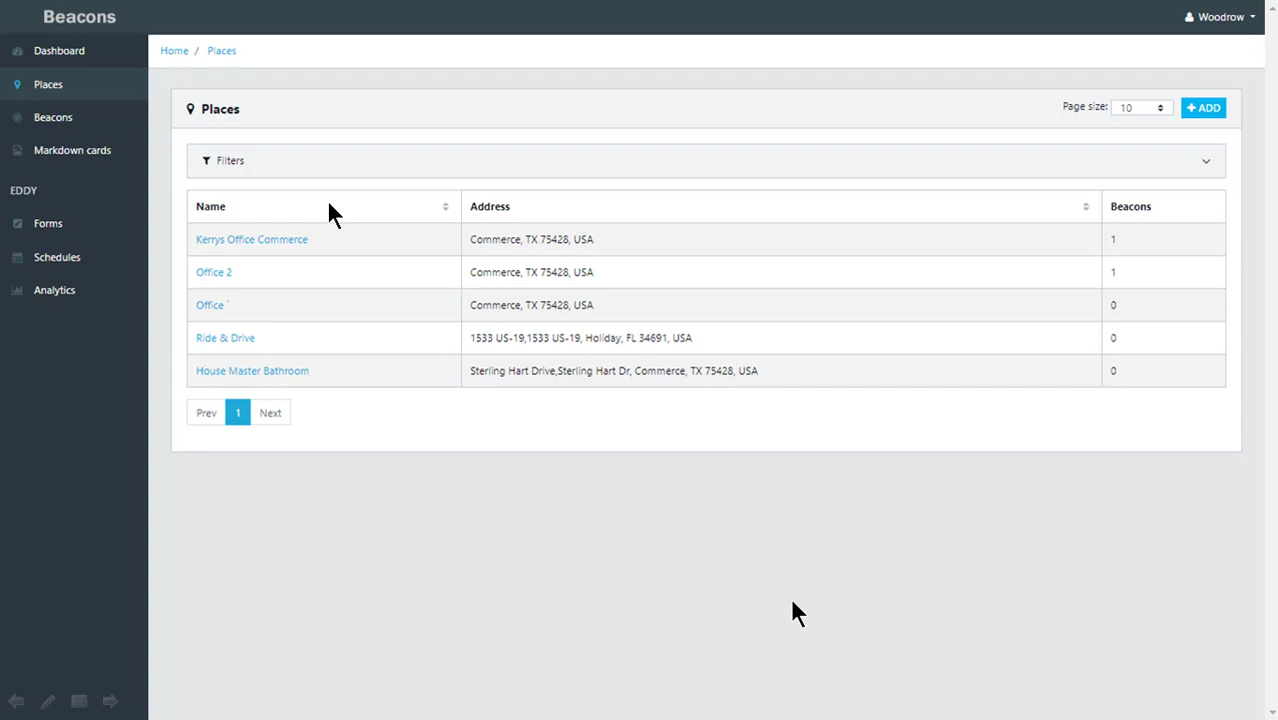 Beacons
Woodrow
Dashboard
Home / Places
Places
Places
Page size: 10
+ ADD
Beacons
Filters
Markdown cards
EDDY
Name Address Beacons
Forms
Kerrys Office Commerce Commerce, TX 75428, USA 1
Schedules
Office 2 Commerce, TX 75428, USA 1
Analytics
Office ` Commerce, TX 75428, USA 0
Ride & Drive 1533 US-19,1533 US-19, Holiday, FL 34691, USA 0
House Master Bathroom Sterling Hart Drive,Sterling Hart Dr, Commerce, TX 75428, USA 0
Prev 1 Next